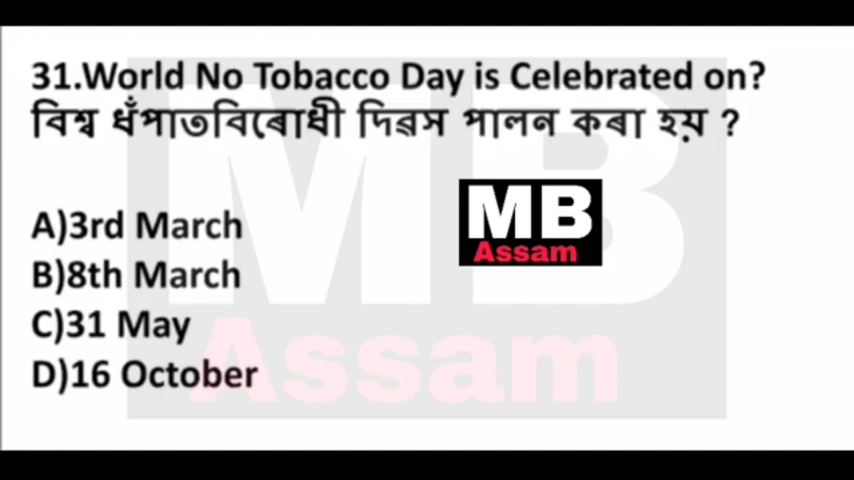 31.World No Tobacco Day is Celebrated on?
বিশ্ব ধঁপাতবিৰোধী দিৱস পালন কৰা হয় ?
A)3rd March
B)8th March
C)31 May
D)16 October
MB
Assam
MB
Assam